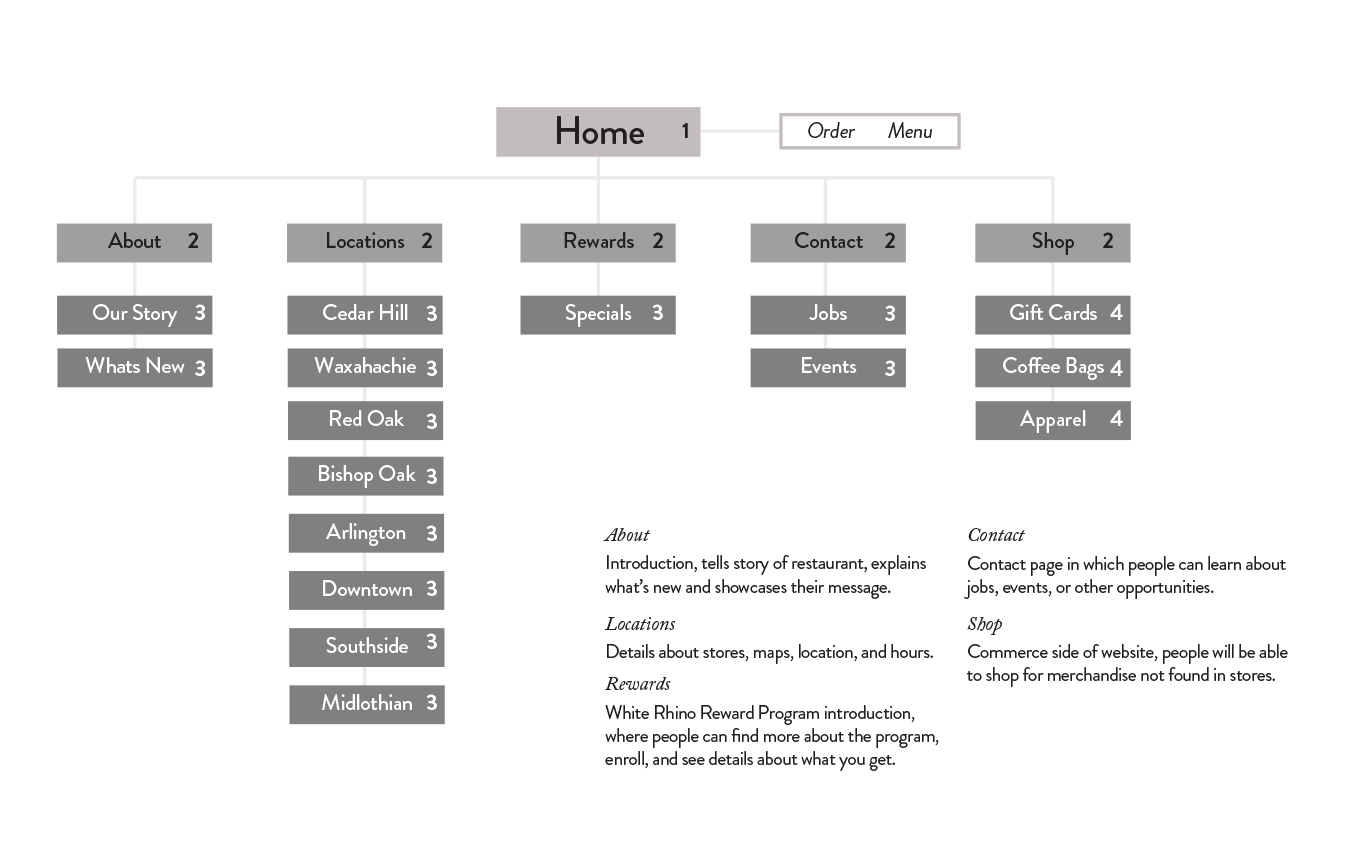 Home 1
Order Menu
About 2
Locations 2
Rewards 2
Contact 2
Shop 2
Our Story 3
Whats New 3
Cedar Hill 3
Waxahachie 3
Red Oak 3
Bishop Oak 3
Arlington 3
Downtown 3
Southside 3
Midlothian 3
Specials 3
Jobs 3
Events 3
Gift Cards 4
Coffee Bags 4
Apparel 4
About
Introduction, tells story of restaurant, explains
what’s new and showcases their message.
Locations
Details about stores, maps, location, and hours.
Rewards
White Rhino Reward Program introduction,
where people can find more about the program,
enroll, and see details about what you get.
Contact
Contact page in which people can learn about
jobs, events, or other opportunities.
Shop
Commerce side of website, people will be able
to shop for merchandise not found in stores.